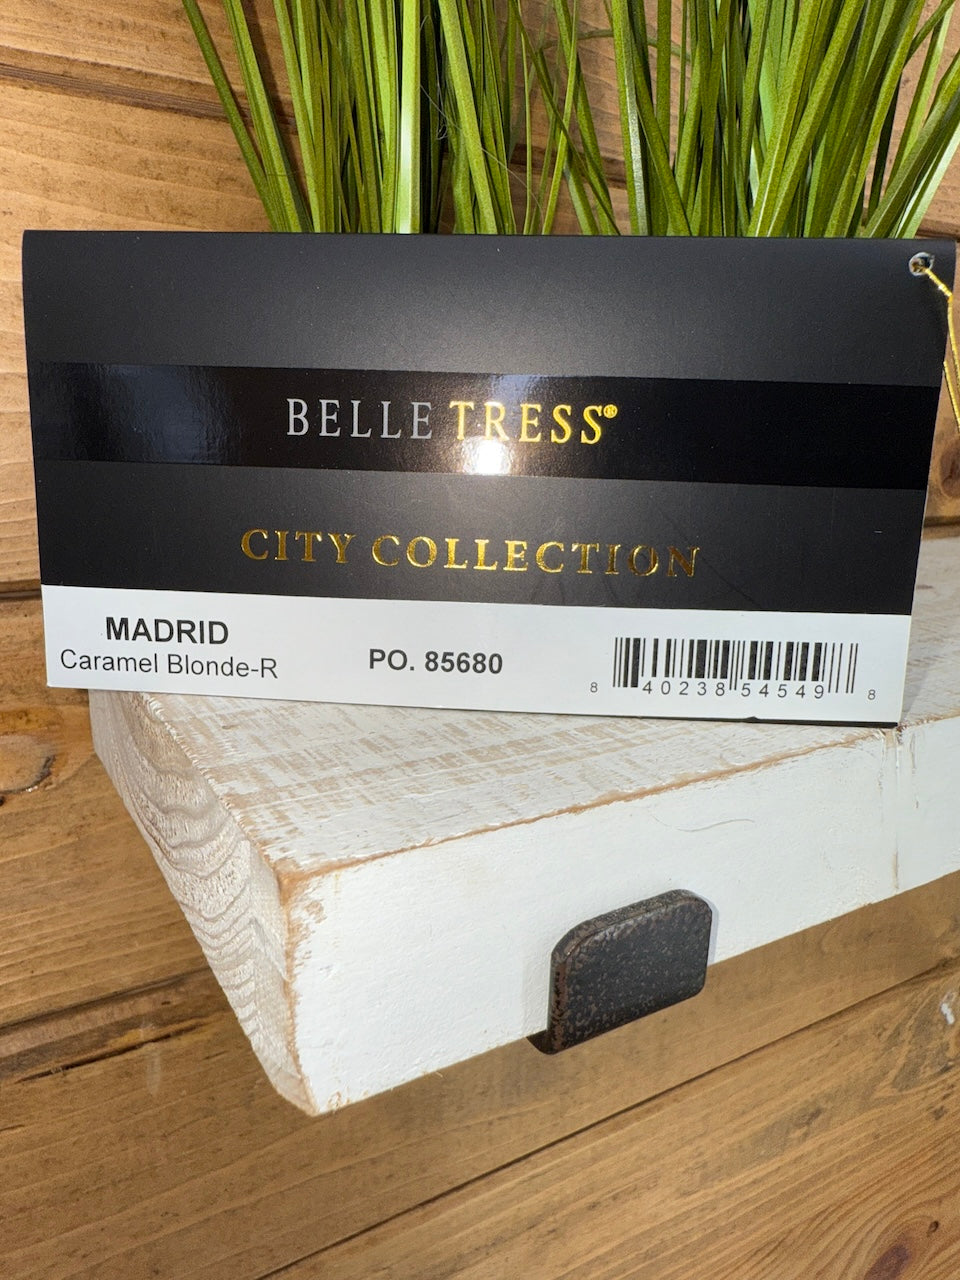 BELLE TRESS®
CITY COLLECTION
MADRID
Caramel Blonde-R
PO. 85680
8 40238 54549 8